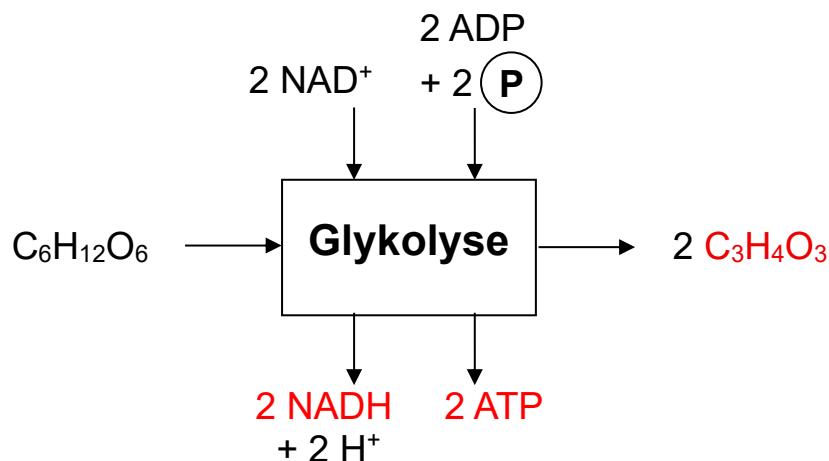 2 ADP
2 NAD⁺ + 2 P
C₆H₁₂O₆ Glykolyse 2 C₃H₄O₃
2 NADH 2 ATP
+ 2 H⁺